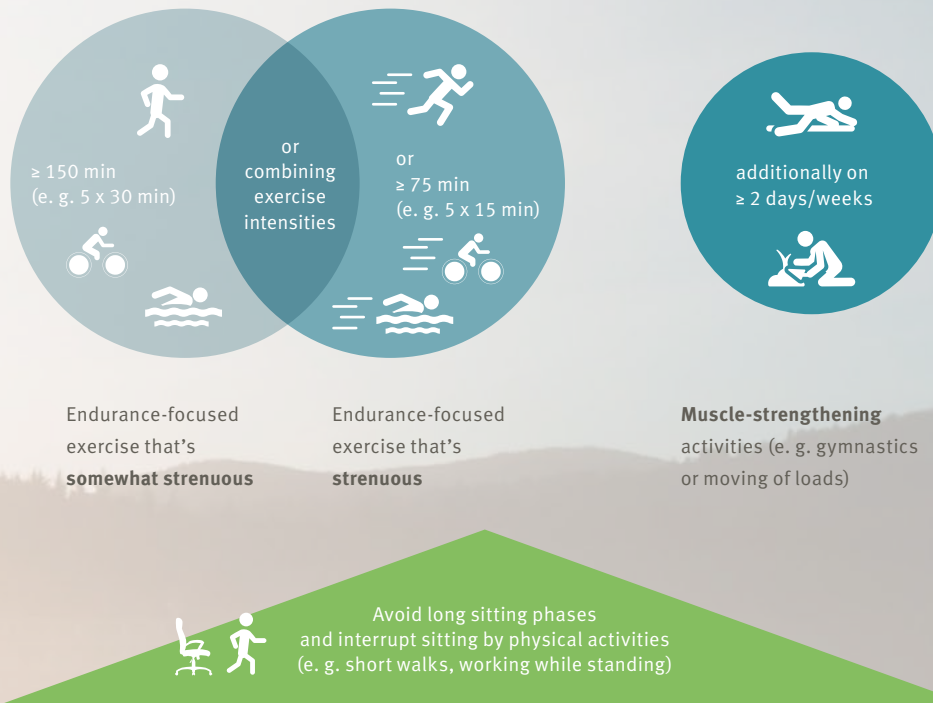 ≥ 150 min
(e. g. 5 x 30 min)
or
combining
exercise
intensities
or
≥ 75 min
(e. g. 5 x 15 min)
additionally on
≥ 2 days/weeks
Endurance-focused
exercise that’s
somewhat strenuous
Endurance-focused
exercise that’s
strenuous
Muscle-strengthening
activities (e. g. gymnastics
or moving of loads)
Avoid long sitting phases
and interrupt sitting by physical activities
(e. g. short walks, working while standing)